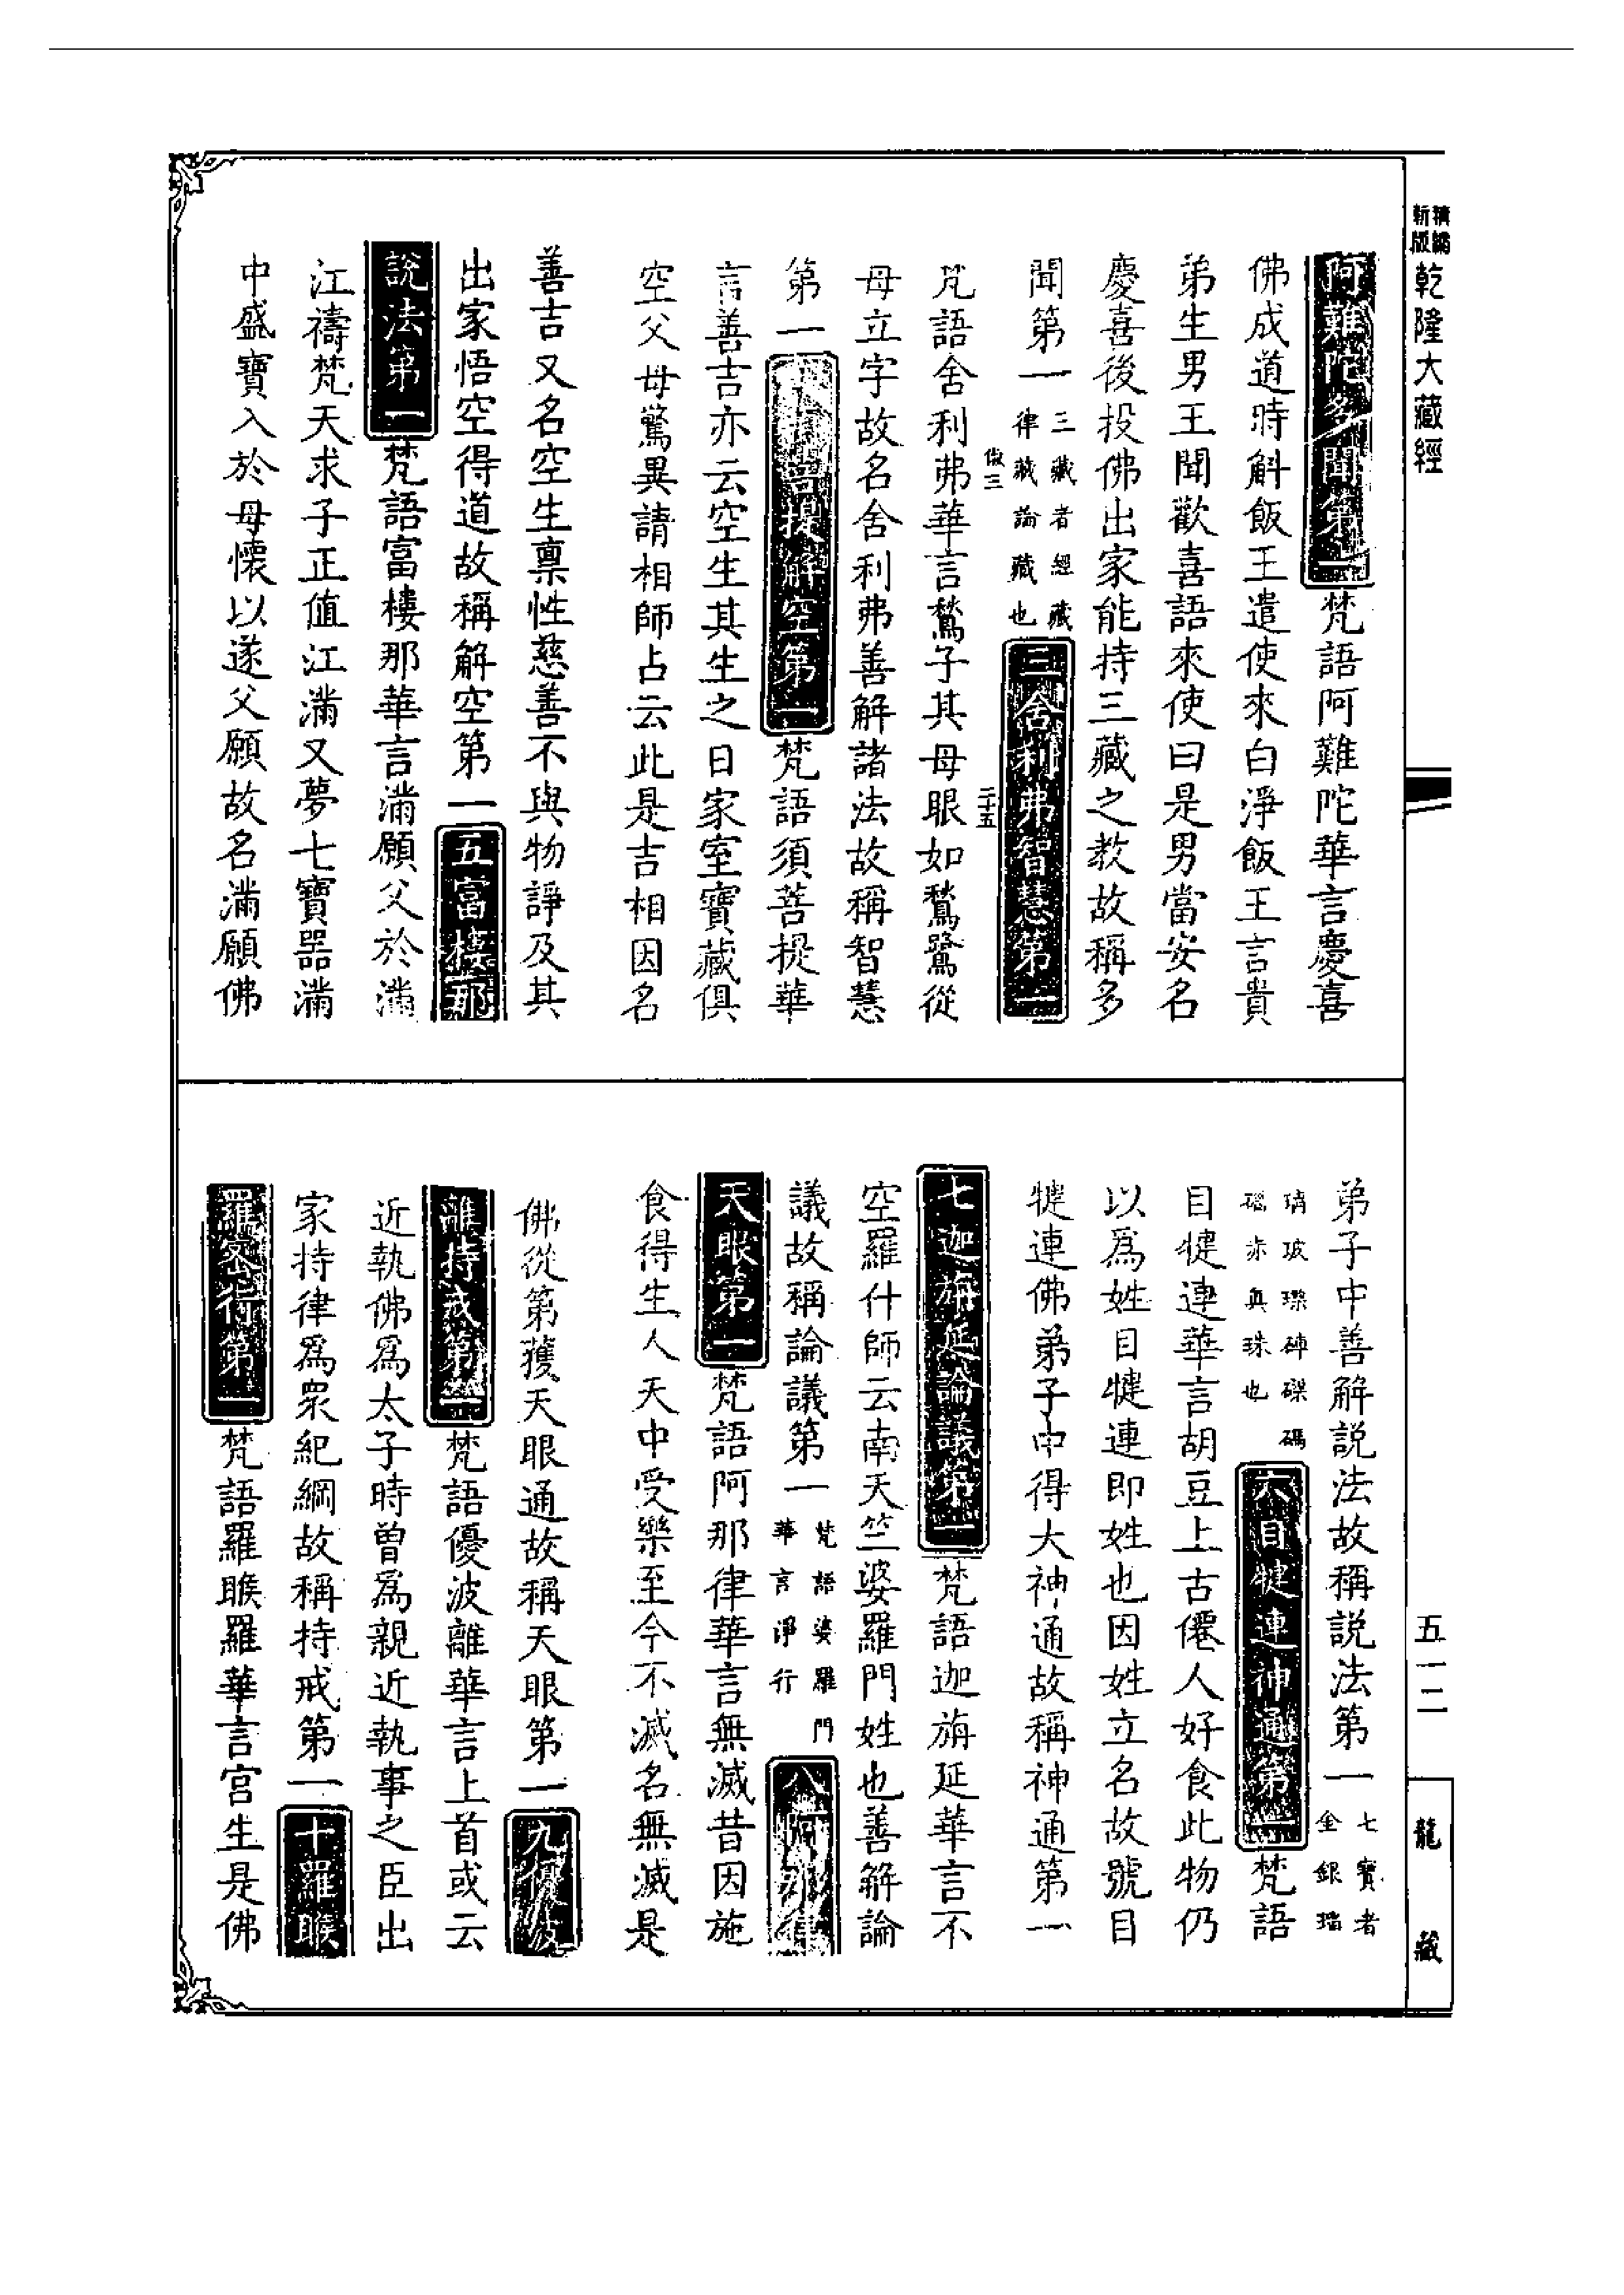 精縮新版
乾隆大藏經
阿難陀多聞第一梵語阿難陀華言慶喜
佛成道時斛飯王遣使來白淨飯王言貴
弟生男王聞歡喜語來使曰是男當安名
慶喜後投佛出家能持三藏之教故稱多
聞第一三藏者經藏律藏論藏也三舍利弗智慧第一
傲三
二十五
梵語舍利弗華言鶖子其母眼如鶖鷺從
母立字故名舍利弗善解諸法故稱智慧
第一菩提解空第一梵語須菩提華
言善吉亦云空生其生之日家室寶藏俱
空父母驚異請相師占云此是吉相因名
善吉又名空生稟性慈善不與物諍及其
出家悟空得道故稱解空第一五富樓那
說法第一梵語富樓那華言滿願父於滿
江禱梵天求子正值江滿又夢七寶器滿
中盛寶入於母懷以遂父願故名滿願佛
弟子中善解說法故稱說法第一七寶者金銀瑠
璃玻瓈硨磲碼碯赤真珠也六目犍連神通第一梵語
目犍連華言胡豆上古僊人好食此物仍
以為姓目犍連即姓也因姓立名故號目
犍連佛弟子中得大神通故稱神通第一
七迦旃延論議第一梵語迦旃延華言不
空羅什師云南天竺婆羅門姓也善解論
議故稱論議第一梵語婆羅門華言淨行八阿那律
天眼第一梵語阿那律華言無滅昔因施
食得生人天中受樂至今不滅名無滅是
佛從第獲天眼通故稱天眼第一九優波
離持戒第一梵語優波離華言上首或云
近執佛為太子時曾為親近執事之臣出
家持律為眾紀綱故稱持戒第一十羅睺
羅密行第一梵語羅睺羅華言宮生是佛
五一二
龍藏